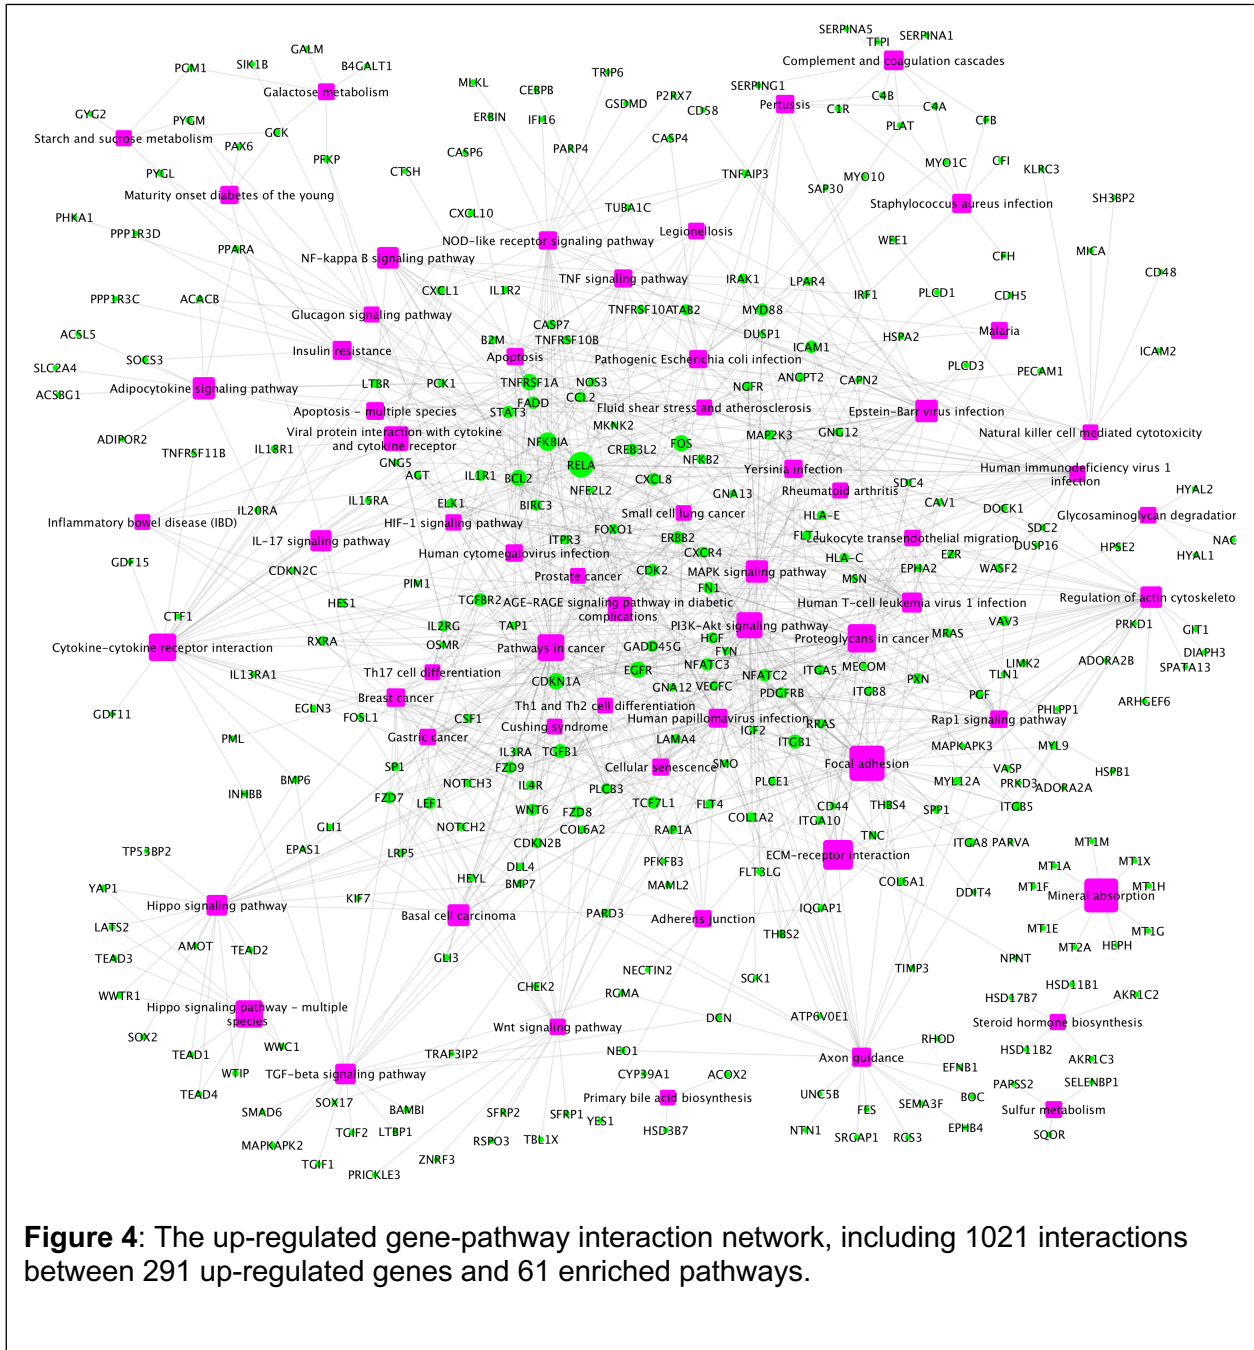 SERPINA5
TFPI
SERPINA1
GALM
Complement and coagulation cascades
PGM1
SIK1B
B4GALT1
TRIP6
MLKL
CEBPB
SERPING1
Galactose metabolism
P2RX7
C4B
GSDMD
Pertussis
C1R
C4A
CD58
GYG2
PYGM
ERBIN
IFI16
CFB
PLAT
GCK
Starch and sucrose metabolism
CASP4
PAX6
PARP4
CASP6
PFKP
MYO1C
CFI
KLRC3
CTSH
PYGL
TNFAIP3
MYO10
SAP30
Maturity onset diabetes of the young
SH3BP2
Staphylococcus aureus infection
TUBA1C
CXCL10
PHKA1
Legionellosis
PPP1R3D
NOD-like receptor signaling pathway
WEE1
PPARA
MICA
NF-kappa B signaling pathway
CFH
CD48
TNF signaling pathway
IRAK1
LPAR4
CXCL1
IL1R2
IRF1
PLCD1
CDH5
PPP1R3C
ACACB
TNFRSF10A
TAB2
MYD88
Glucagon signaling pathway
CASP7
Malaria
ACSL5
B2M
TNFRSF10B
DUSP1
HSPA2
ICAM1
Insulin resistance
Apoptosis
Pathogenic Escherichia coli infection
ICAM2
SOCS3
SLC2A4
PLCD3
PECAM1
ANGPT2
CAPN2
LTBR
PCK1
TNFRSF1A
NOS3
NGFR
Adipocytokine signaling pathway
ACSBG1
CCL2
FADD
Apoptosis - multiple species
STAT3
Fluid shear stress and atherosclerosis
Epstein-Barr virus infection
MKNK2
Viral protein interaction with cytokine
and cytokine receptor
GNG12
Natural killer cell mediated cytotoxicity
ADIPOR2
NFKBIA
FOS
MAP2K3
TNFRSF11B
IL18R1
CREB3L2
NFKB2
GNG5
RELA
Yersinia infection
Human immunodeficiency virus 1
infection
AGT
IL1R1
BCL2
CXCL8
SDC4
NFE2L2
GNA13
Rheumatoid arthritis
HYAL2
IL15RA
ELK1
BIRC3
CAV1
DOCK1
IL20RA
Small cell lung cancer
HLA-E
Glycosaminoglycan degradation
Inflammatory bowel disease (IBD)
HIF-1 signaling pathway
FOXO1
SDC2
FLT1
Leukocyte transendothelial migration
IL-17 signaling pathway
ITPR3
ERBB2
DUSP16
HPSE2
NAG
Human cytomegalovirus infection
CXCR4
HLA-C
EZR
HYAL1
GDF15
CDKN2C
Prostate cancer
CDK2
MAPK signaling pathway
EPHA2
WASF2
PIM1
MSN
FN1
HES1
TGFBR2
AGE-RAGE signaling pathway in diabetic
complications
Human T-cell leukemia virus 1 infection
Regulation of actin cytoskeleto
CTF1
IL2RG
TAP1
PI3K-Akt signaling pathway
VAV3
PRKD1
MRAS
GIT1
RXRA
OSMR
HGF
Proteoglycans in cancer
Cytokine-cytokine receptor interaction
Pathways in cancer
GADD45G
FYN
DIAPH3
ADORA2B
LIMK2
IL13RA1
Th17 cell differentiation
EGFR
NFATC3
NFATC2
ITGA5
MECOM
TLN1
SPATA13
CDKN1A
PXN
GNA12
VEGFC
PDGFRB
ITGB8
PGF
Breast cancer
ARHGEF6
EGLN3
Th1 and Th2 cell differentiation
PHLPP1
GDF11
FOSL1
CSF1
Human papillomavirus infection
RRAS
Rap1 signaling pathway
Cushing syndrome
IGF2
PML
Gastric cancer
LAMA4
ITGB1
MAPKAPK3
MYL9
IL3RA
TGFB1
SP1
FZD9
Cellular senescence
SMO
Focal adhesion
VASP
HSPB1
BMP6
NOTCH3
IL4R
PLCB3
PLCE1
MYL12A
PRKD3
ADORA2A
INHBB
FZD7
LEF1
WNT6
FZD8
TCF7L1
FLT4
CD44
THBS4
SPP1
ITGB5
GLI1
NOTCH2
COL6A2
RAP1A
COL1A2
ITGA10
TNC
ITGA8
PARVA
MT1M
TP53BP2
EPAS1
LRP5
CDKN2B
ECM-receptor interaction
PFKFB3
MT1A
MT1X
DLL4
FLT3LG
HEYL
BMP7
MAML2
COL6A1
MT1F
MT1H
YAP1
KIF7
DDIT4
Mineral absorption
Hippo signaling pathway
Basal cell carcinoma
PARD3
Adherens junction
IQGAP1
LATS2
THBS2
MT1E
MT1G
AMOT
TEAD2
MT2A
HEPH
TEAD3
GLI3
NPNT
NECTIN2
TIMP3
SGK1
CHEK2
HSD11B1
WWTR1
RGMA
HSD17B7
AKR1C2
Hippo signaling pathway - multiple
species
DCN
ATP6V0E1
Wnt signaling pathway
Steroid hormone biosynthesis
SOX2
RHOD
WWC1
TEAD1
TRAF3IP2
NEO1
HSD11B2
Axon guidance
AKR1C3
WTIP
TGF-beta signaling pathway
CYP39A1
ACOX2
EFNB1
PAPSS2
SELENBP1
TEAD4
UNC5B
BOC
Primary bile acid biosynthesis
SOX17
BAMBI
SEMA3F
SMAD6
FES
Sulfur metabolism
SFRP2
SFRP1
YES1
TGIF2
LTBP1
HSD3B7
NTN1
EPHB4
SQOR
MAPKAPK2
RSPO3
TBL1X
SRGAP1
RGS3
TGIF1
ZNRF3
PRICKLE3
Figure 4: The up-regulated gene-pathway interaction network, including 1021 interactions
between 291 up-regulated genes and 61 enriched pathways.